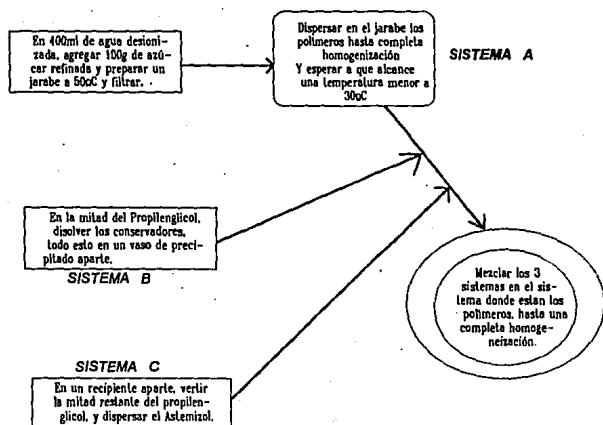 En 400ml de agua desioni-
zada, agregar 100g de azú-
car refinada y preparar un
jarabe a 50oC y filtrar.
Dispersar en el jarabe los
polímeros hasta completa
homogenización
Y esperar a que alcance
una temperatura menor a
30oC
SISTEMA A
En la mitad del Propilenglicol,
disolver los conservadores,
todo esto en un vaso de preci-
pitado aparte.
SISTEMA B
Mezclar los 3
sistemas en el sis-
tema donde estan los
polímeros, hasta una
completa homoge-
neización.
SISTEMA C
En un recipiente aparte, vertir
la mitad restante del propilen-
glicol, y dispersar el Astemizol.